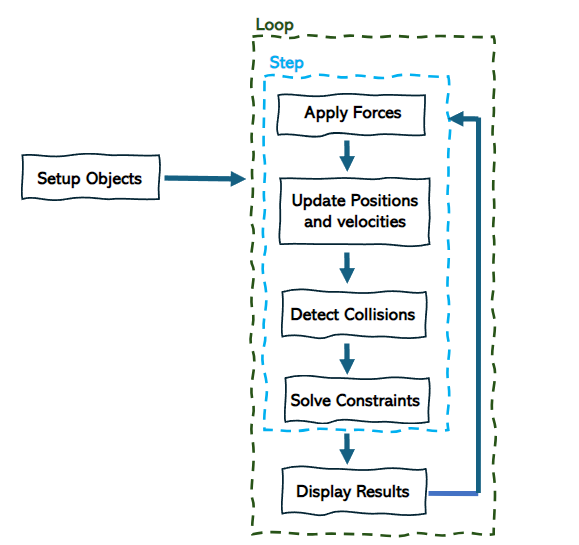 Loop
Step
Apply Forces
Setup Objects
Update Positions
and velocities
Detect Collisions
Solve Constraints
Display Results